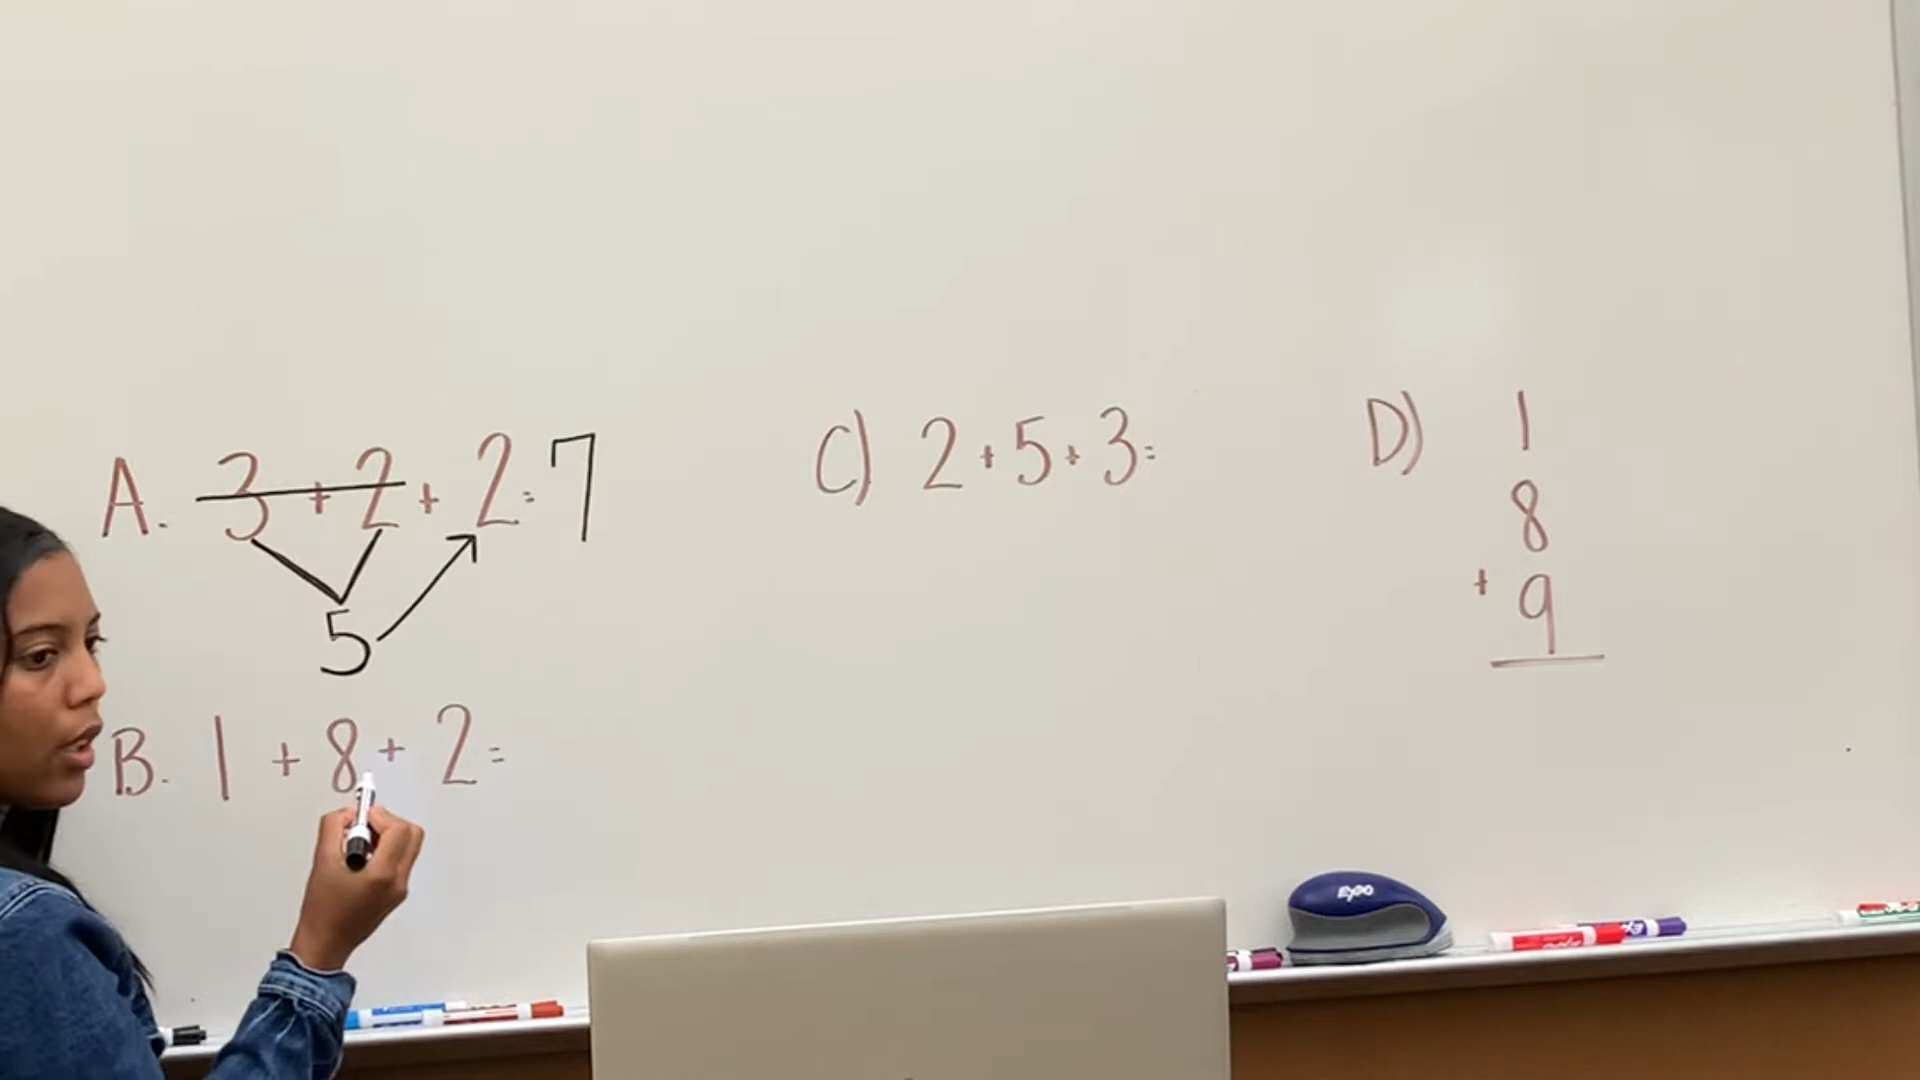 A. 3 + 2 + 2 = 7
5
B. 1 + 8 + 2 =
C) 2 + 5 + 3 =
D) 1
8
+ 9
EXPO